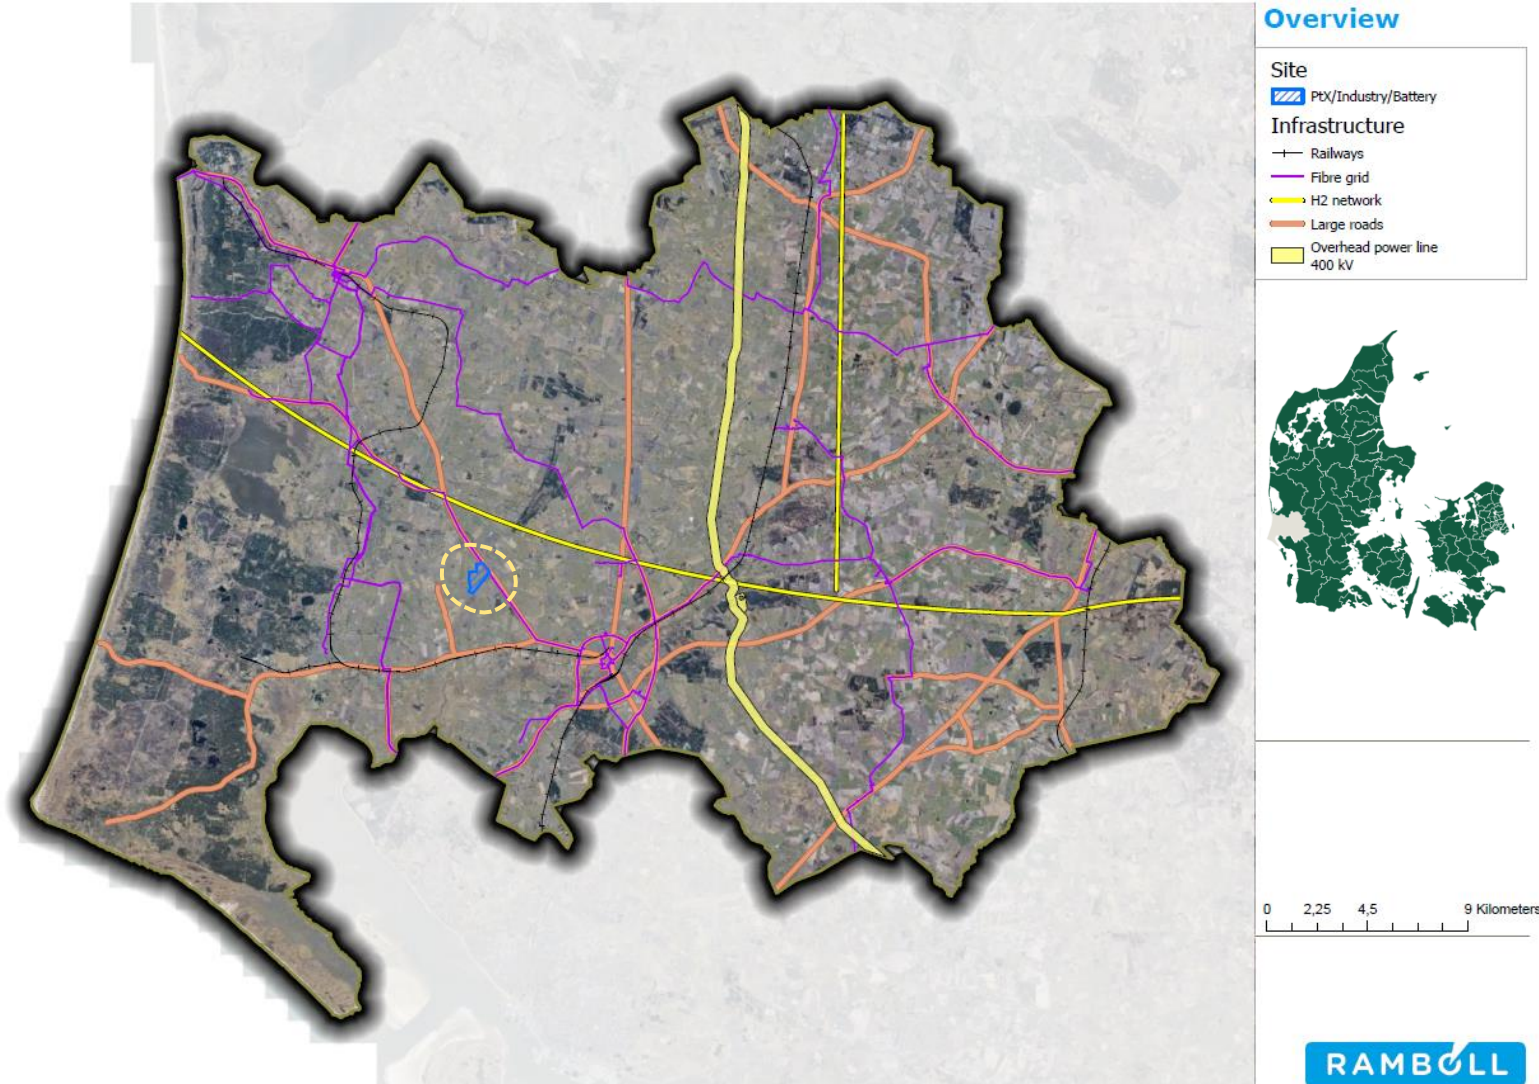 Overview
Site
PtX/Industry/Battery
Infrastructure
Railways
Fibre grid
H2 network
Large roads
Overhead power line
400 kV
0 2,25 4,5 9 Kilometers
RAMBOLL